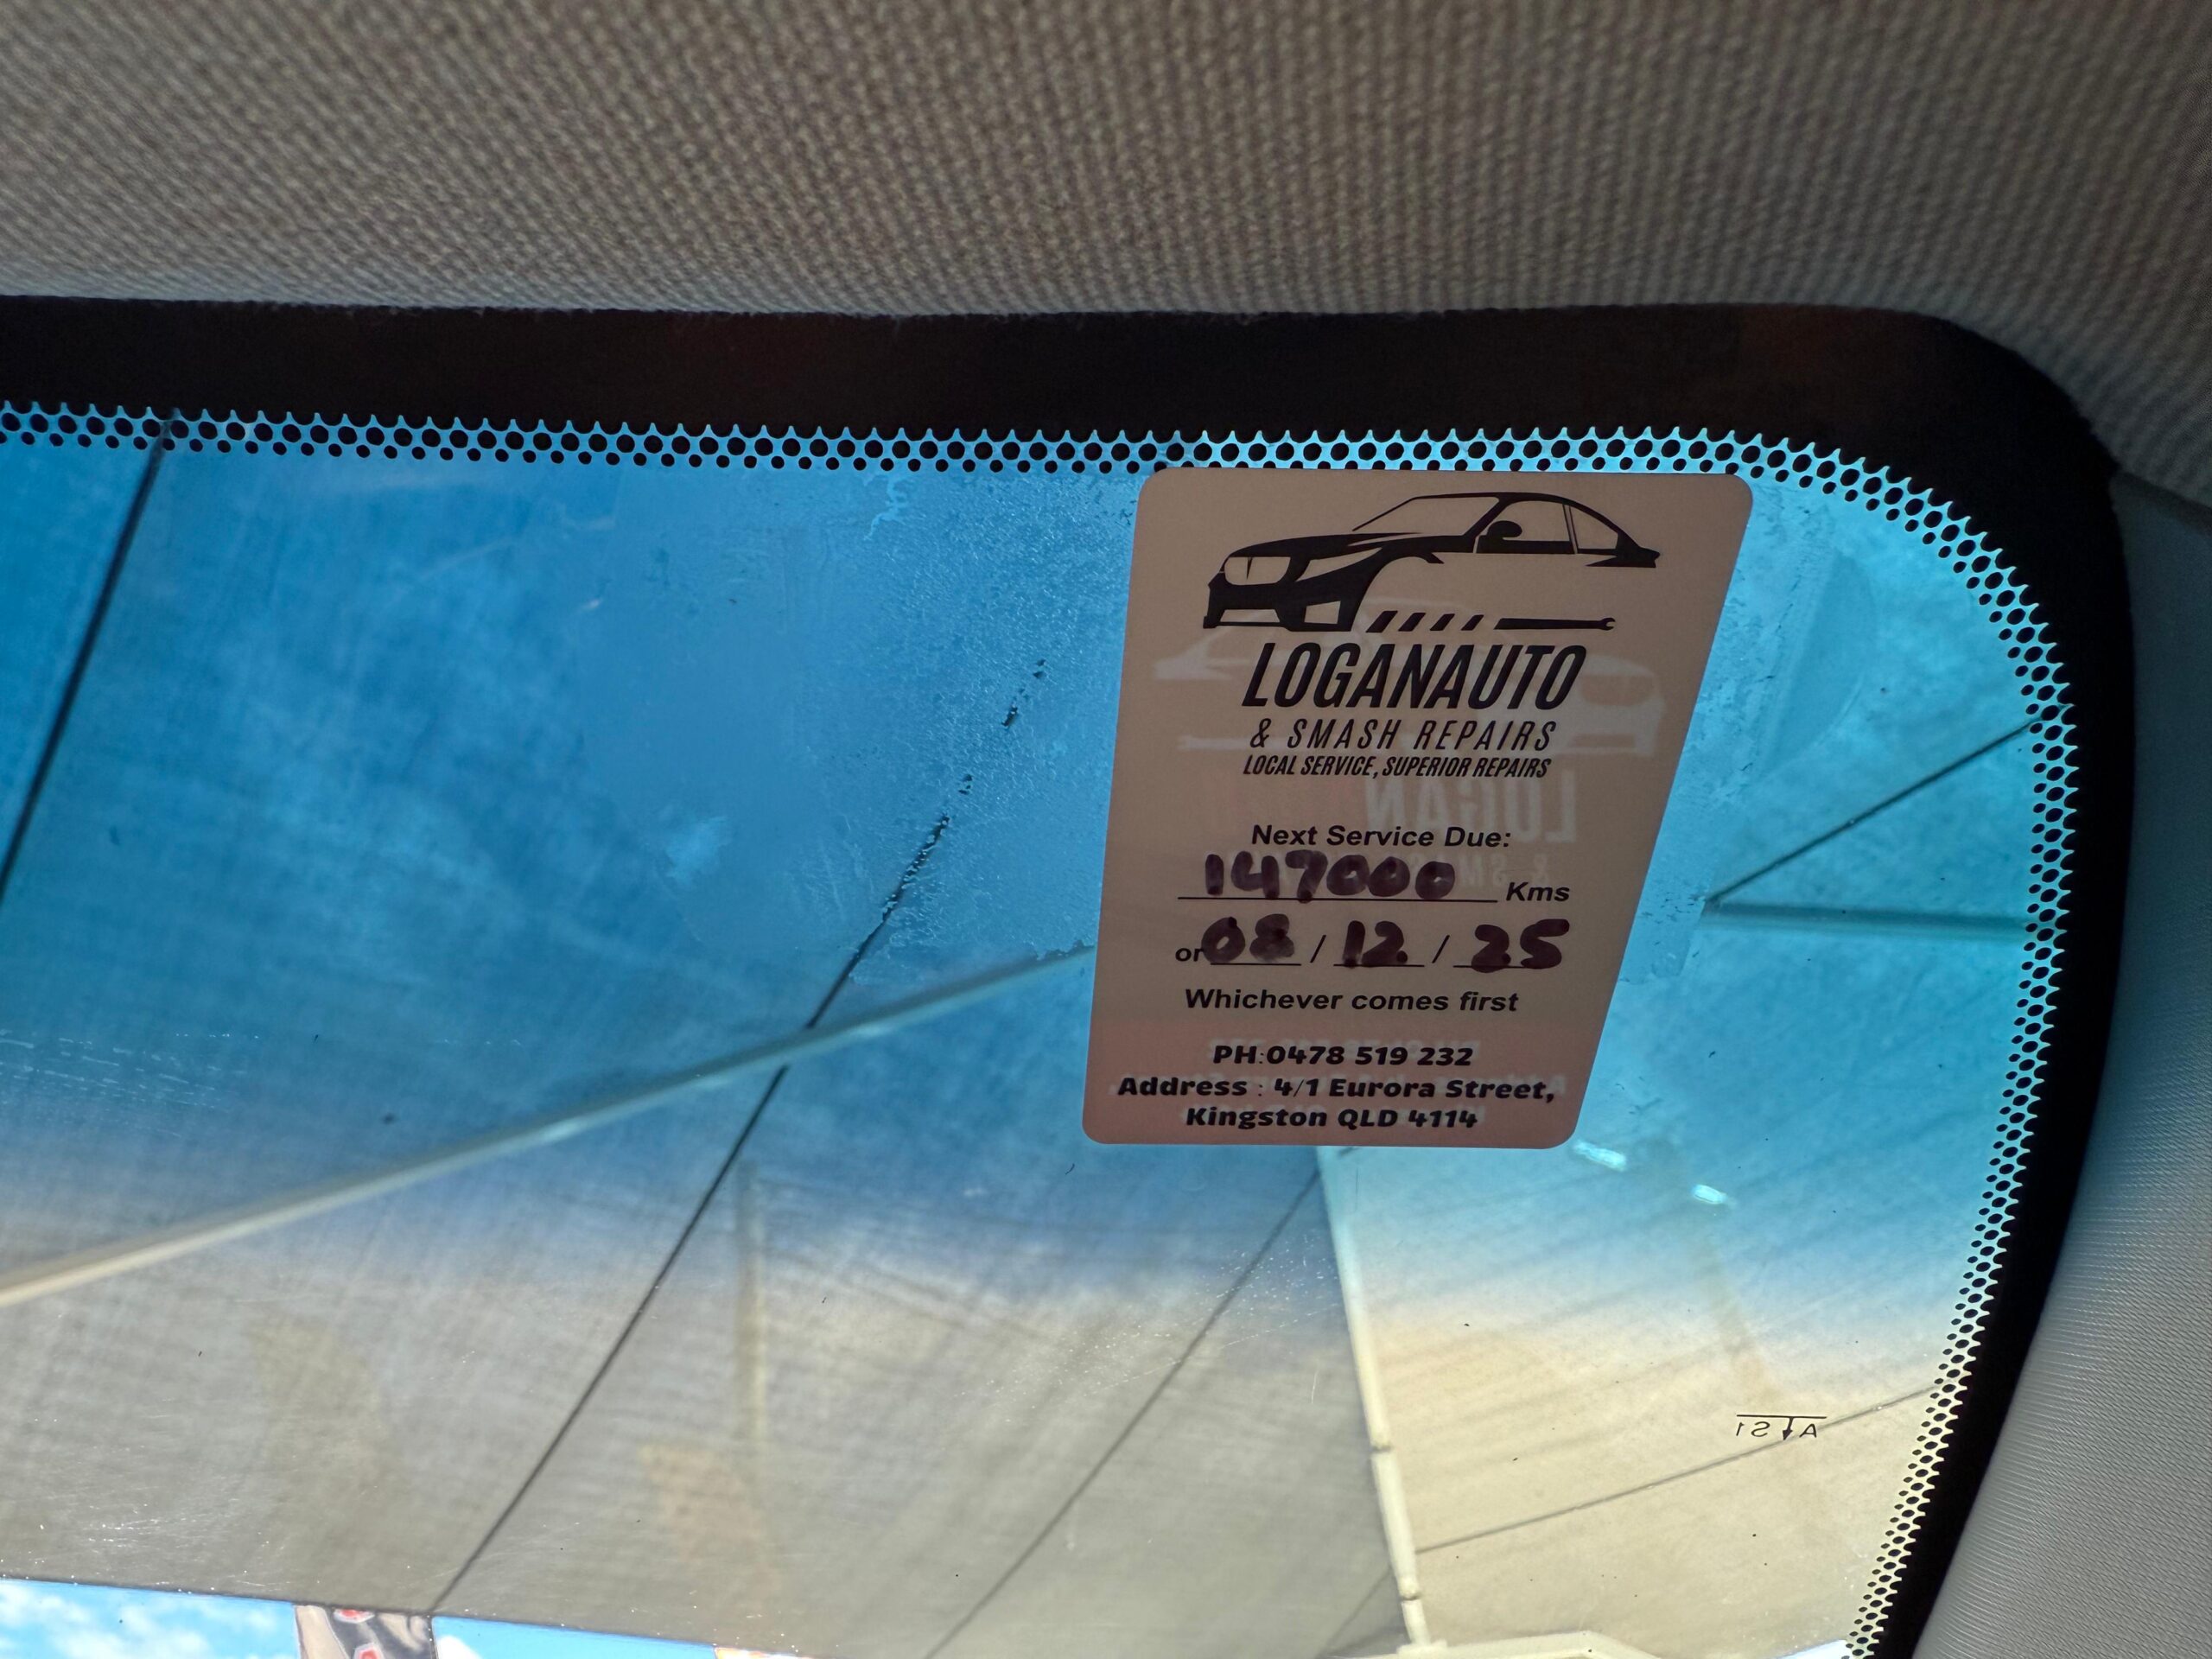 LOGANAUTO
& SMASH REPAIRS
LOCAL SERVICE, SUPERIOR REPAIRS
Next Service Due:
147000 Kms
or 08 / 12 / 25
Whichever comes first
PH:0478 519 232
Address : 4/1 Eurora Street,
Kingston QLD 4114
A S1